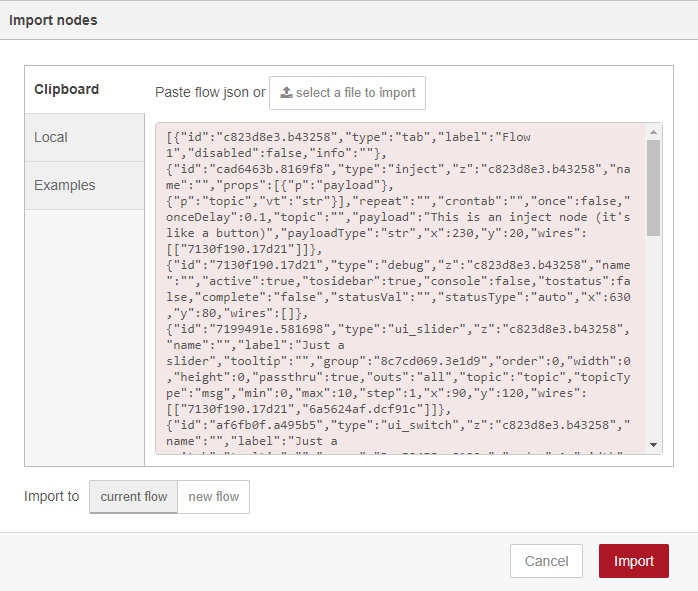 Import nodes
Clipboard
Local
Examples
Paste flow json or select a file to import
[{"id":"c823d8e3.b43258","type":"tab","label":"Flow
1","disabled":false,"info":""},
{"id":"cad6463b.8169f8","type":"inject","z":"c823d8e3.b43258","na
me":"","props":[{"p":"payload"},
{"p":"topic","vt":"str"}],"repeat":"","crontab":"","once":false,"
onceDelay":0.1,"topic":"","payload":"This is an inject node (it's
like a button)","payloadType":"str","x":230,"y":20,"wires":
[["7130f190.17d21"]]},
{"id":"7130f190.17d21","type":"debug","z":"c823d8e3.b43258","name
":"","active":true,"tosidebar":true,"console":false,"tostatus":fa
lse,"complete":"false","statusVal":"","statusType":"auto","x":630
,"y":80,"wires":[]},
{"id":"7199491e.581698","type":"ui_slider","z":"c823d8e3.b43258",
"name":"","label":"Just a
slider","tooltip":"","group":"8c7cd069.3e1d9","order":0,"width":0
,"height":0,"passthru":true,"outs":"all","topic":"topic","topicTy
pe":"msg","min":0,"max":10,"step":1,"x":90,"y":120,"wires":
[["7130f190.17d21","6a5624af.dcf91c"]]},
{"id":"af6fb0f.a495b5","type":"ui_switch","z":"c823d8e3.b43258","
name":"","label":"Just a
Import to current flow new flow
Cancel Import